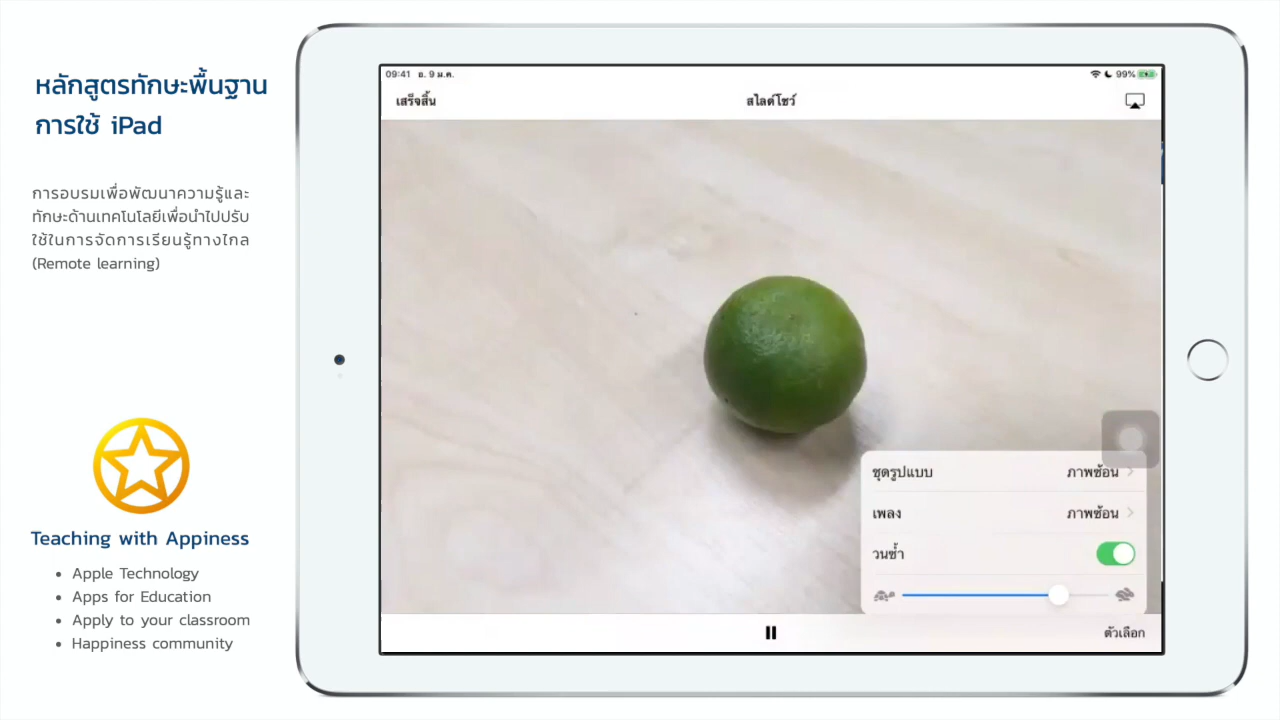 หลักสูตรทักษะพื้นฐาน
การใช้ iPad
การอบรมเพื่อพัฒนาความรู้และ
ทักษะด้านเทคโนโลยีเพื่อนำไปปรับ
ใช้ในการจัดการเรียนรู้ทางไกล
(Remote learning)
Teaching with Appiness
• Apple Technology
• Apps for Education
• Apply to your classroom
• Happiness community
09:41 อ. 9 ม.ค.
99%
เสร็จสิ้น
สไลด์โชว์
ชุดรูปแบบ ภาพซ้อน
เพลง ภาพซ้อน
วนซ้ำ
ตัวเลือก